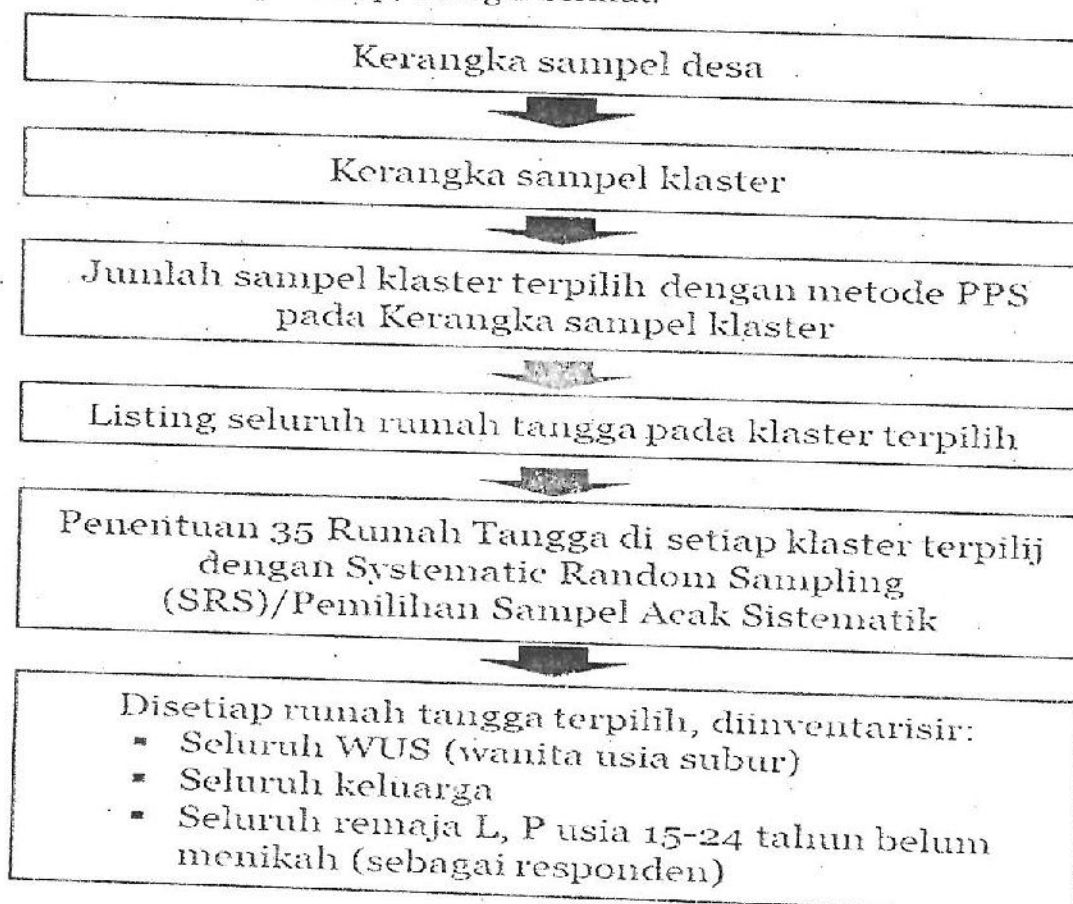 Kerangka sampel desa
Kerangka sampel klaster
Jumlah sampel klaster terpilih dengan metode PPS
pada Kerangka sampel klaster
Listing seluruh rumah tangga pada klaster terpilih
Penentuan 35 Rumah Tangga di setiap klaster terpilij
dengan Systematic Random Sampling
(SRS)/Pemilihan Sampel Acak Sistematik
Disetiap rumah tangga terpilih, diinventarisir:
▪ Seluruh WUS (wanita usia subur)
▪ Seluruh keluarga
▪ Seluruh remaja L, P usia 15-24 tahun belum
menikah (sebagai responden)